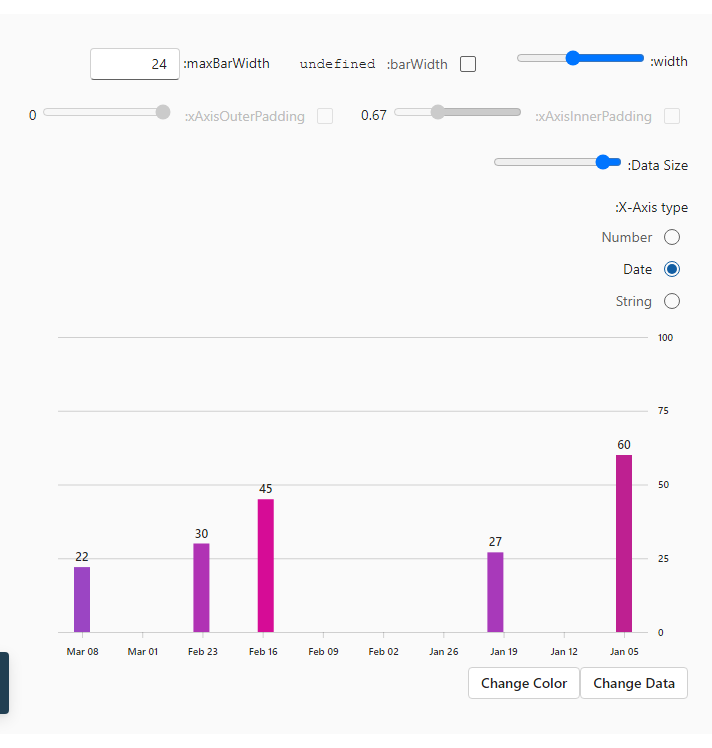 width:
barWidth: undefined
maxBarWidth: 24
xAxisInnerPadding: 0.67
xAxisOuterPadding: 0
Data Size:
X-Axis type:
Number
Date
String
100
75
50
25
0
22
30
45
27
60
Mar 08 Mar 01 Feb 23 Feb 16 Feb 09 Feb 02 Jan 26 Jan 19 Jan 12 Jan 05
Change Color Change Data